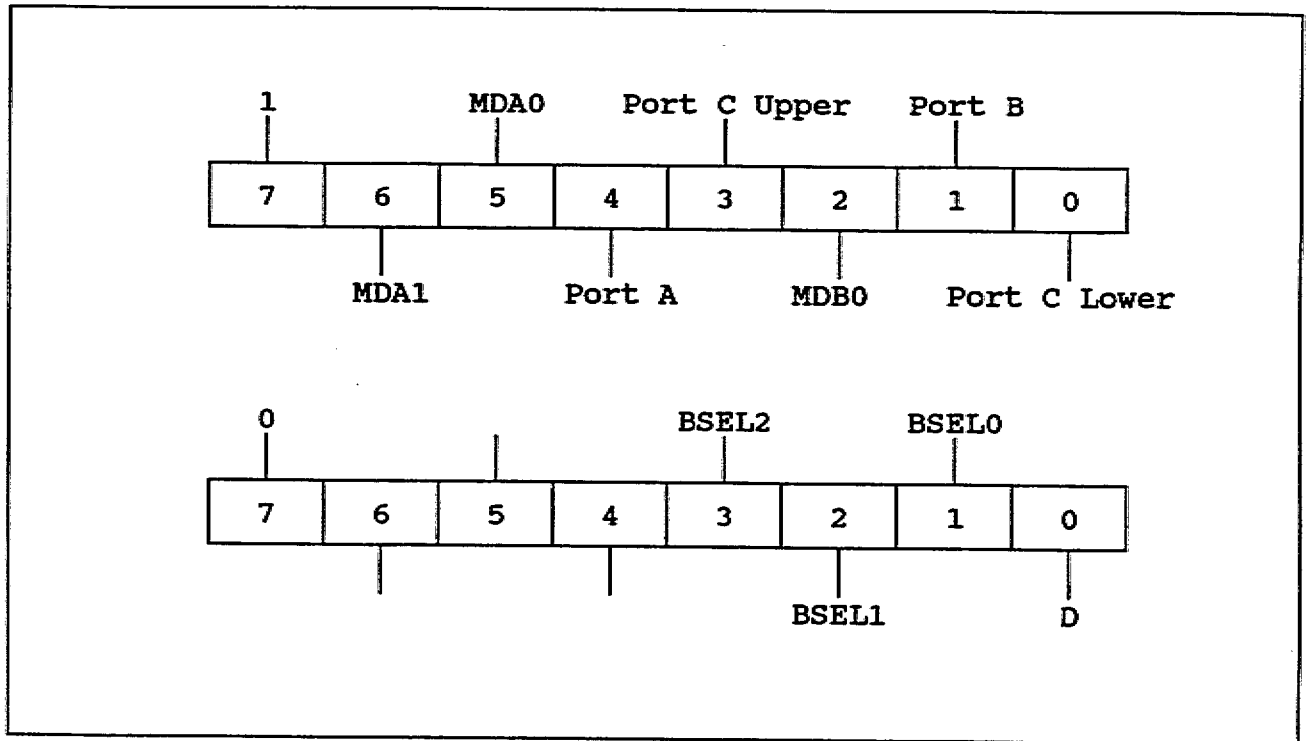 1 MDA0 Port C Upper Port B
7 6 5 4 3 2 1 0
MDA1 Port A MDB0 Port C Lower
0 BSEL2 BSEL0
7 6 5 4 3 2 1 0
BSEL1 D